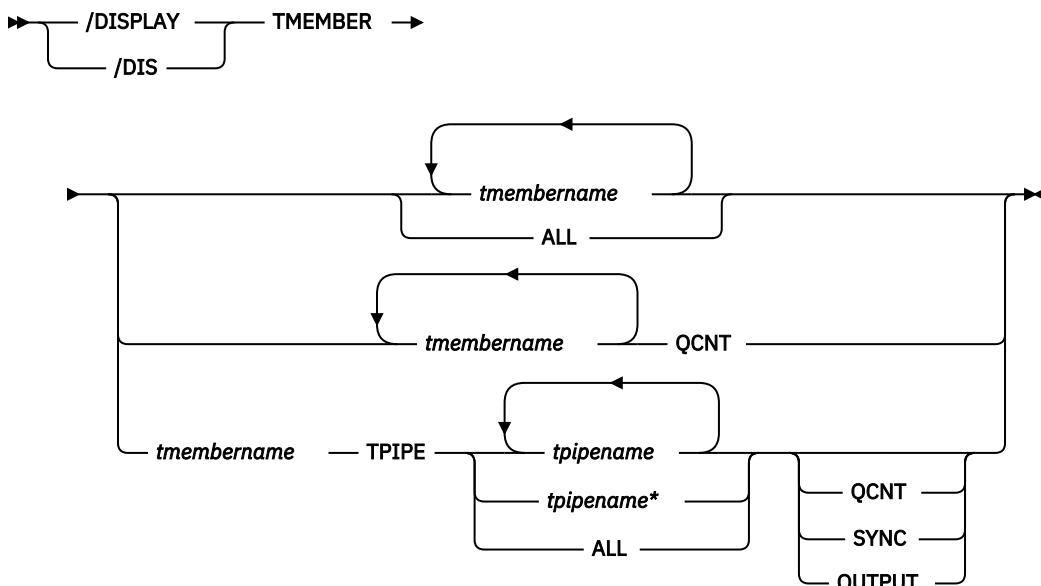 /DISPLAY TMEMBER
/DIS
tmembername
ALL
tmembername QCNT
tmembername TPIPE tpipename
tpipename*
QCNT
ALL
SYNC
OUTPUT